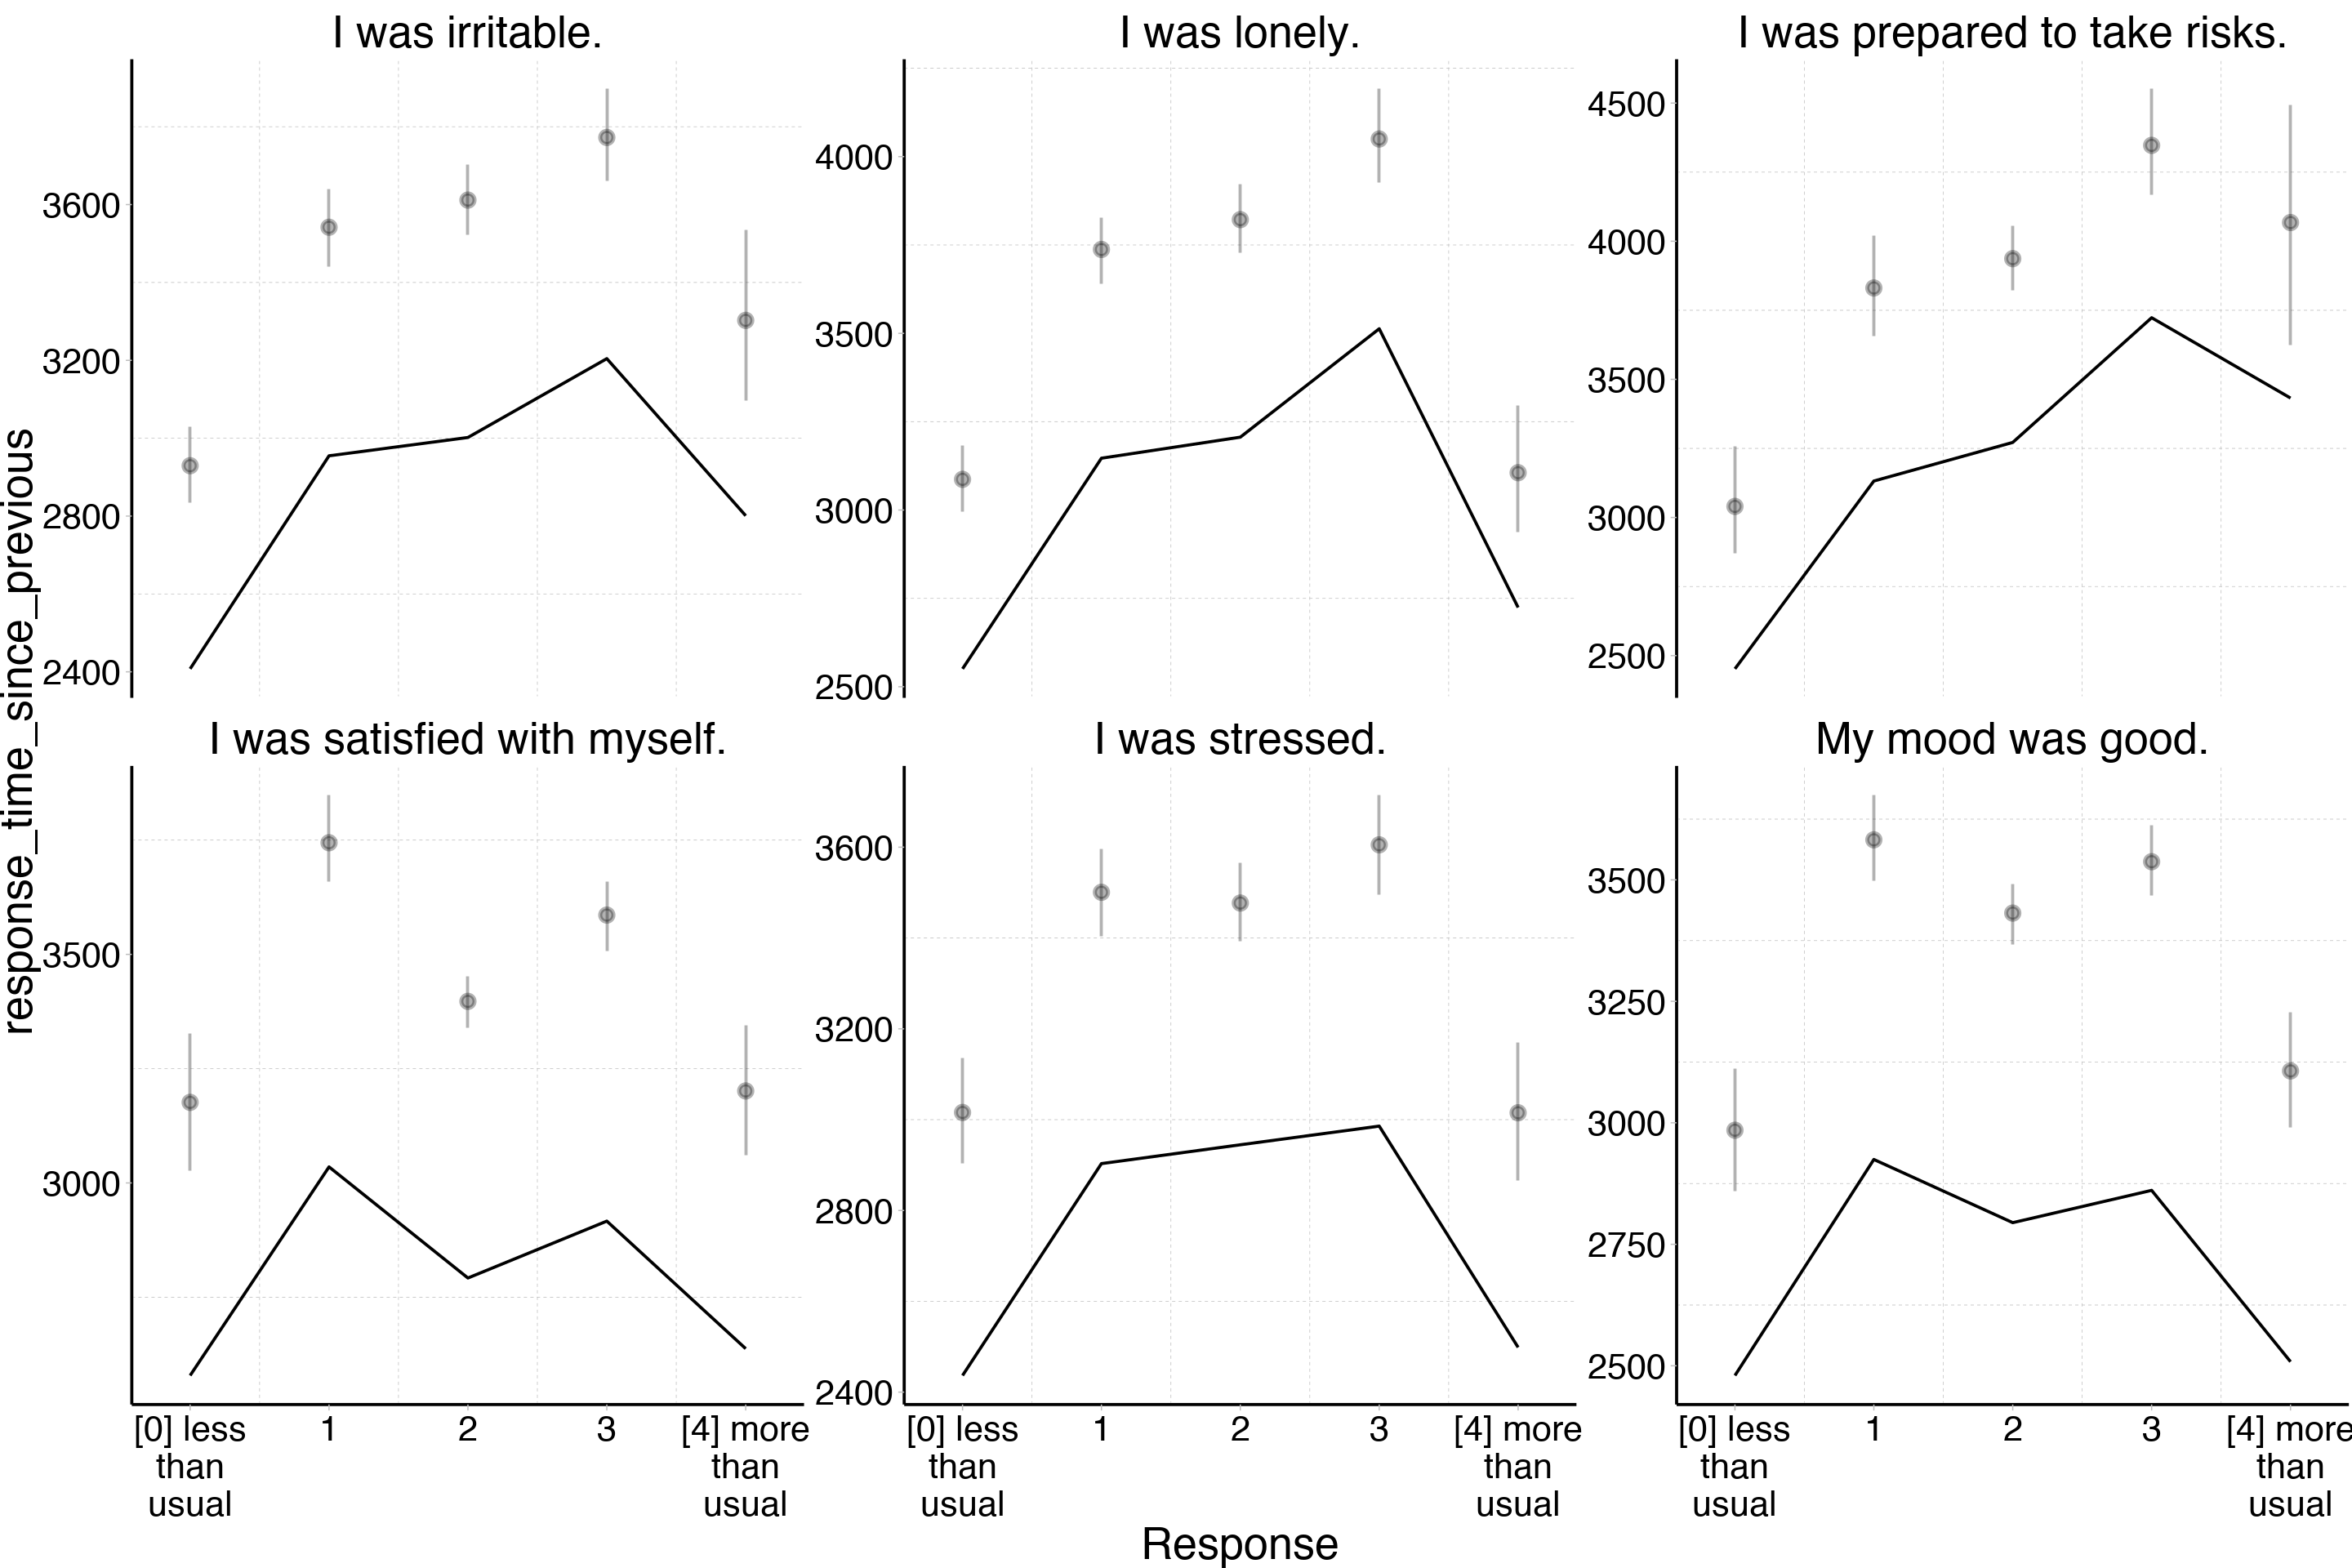 I was irritable.
I was lonely.
I was prepared to take risks.
3600
3200
2800
2400
4000
3500
3000
2500
4500
4000
3500
3000
2500
response_time_since_previous
I was satisfied with myself.
I was stressed.
My mood was good.
3500
3000
3600
3200
2800
2400
3500
3250
3000
2750
2500
[0] less
than
usual
1
2
3
[4] more
than
usual
[0] less
than
usual
1
2
3
[4] more
than
usual
[0] less
than
usual
1
2
3
[4] more
than
usual
Response